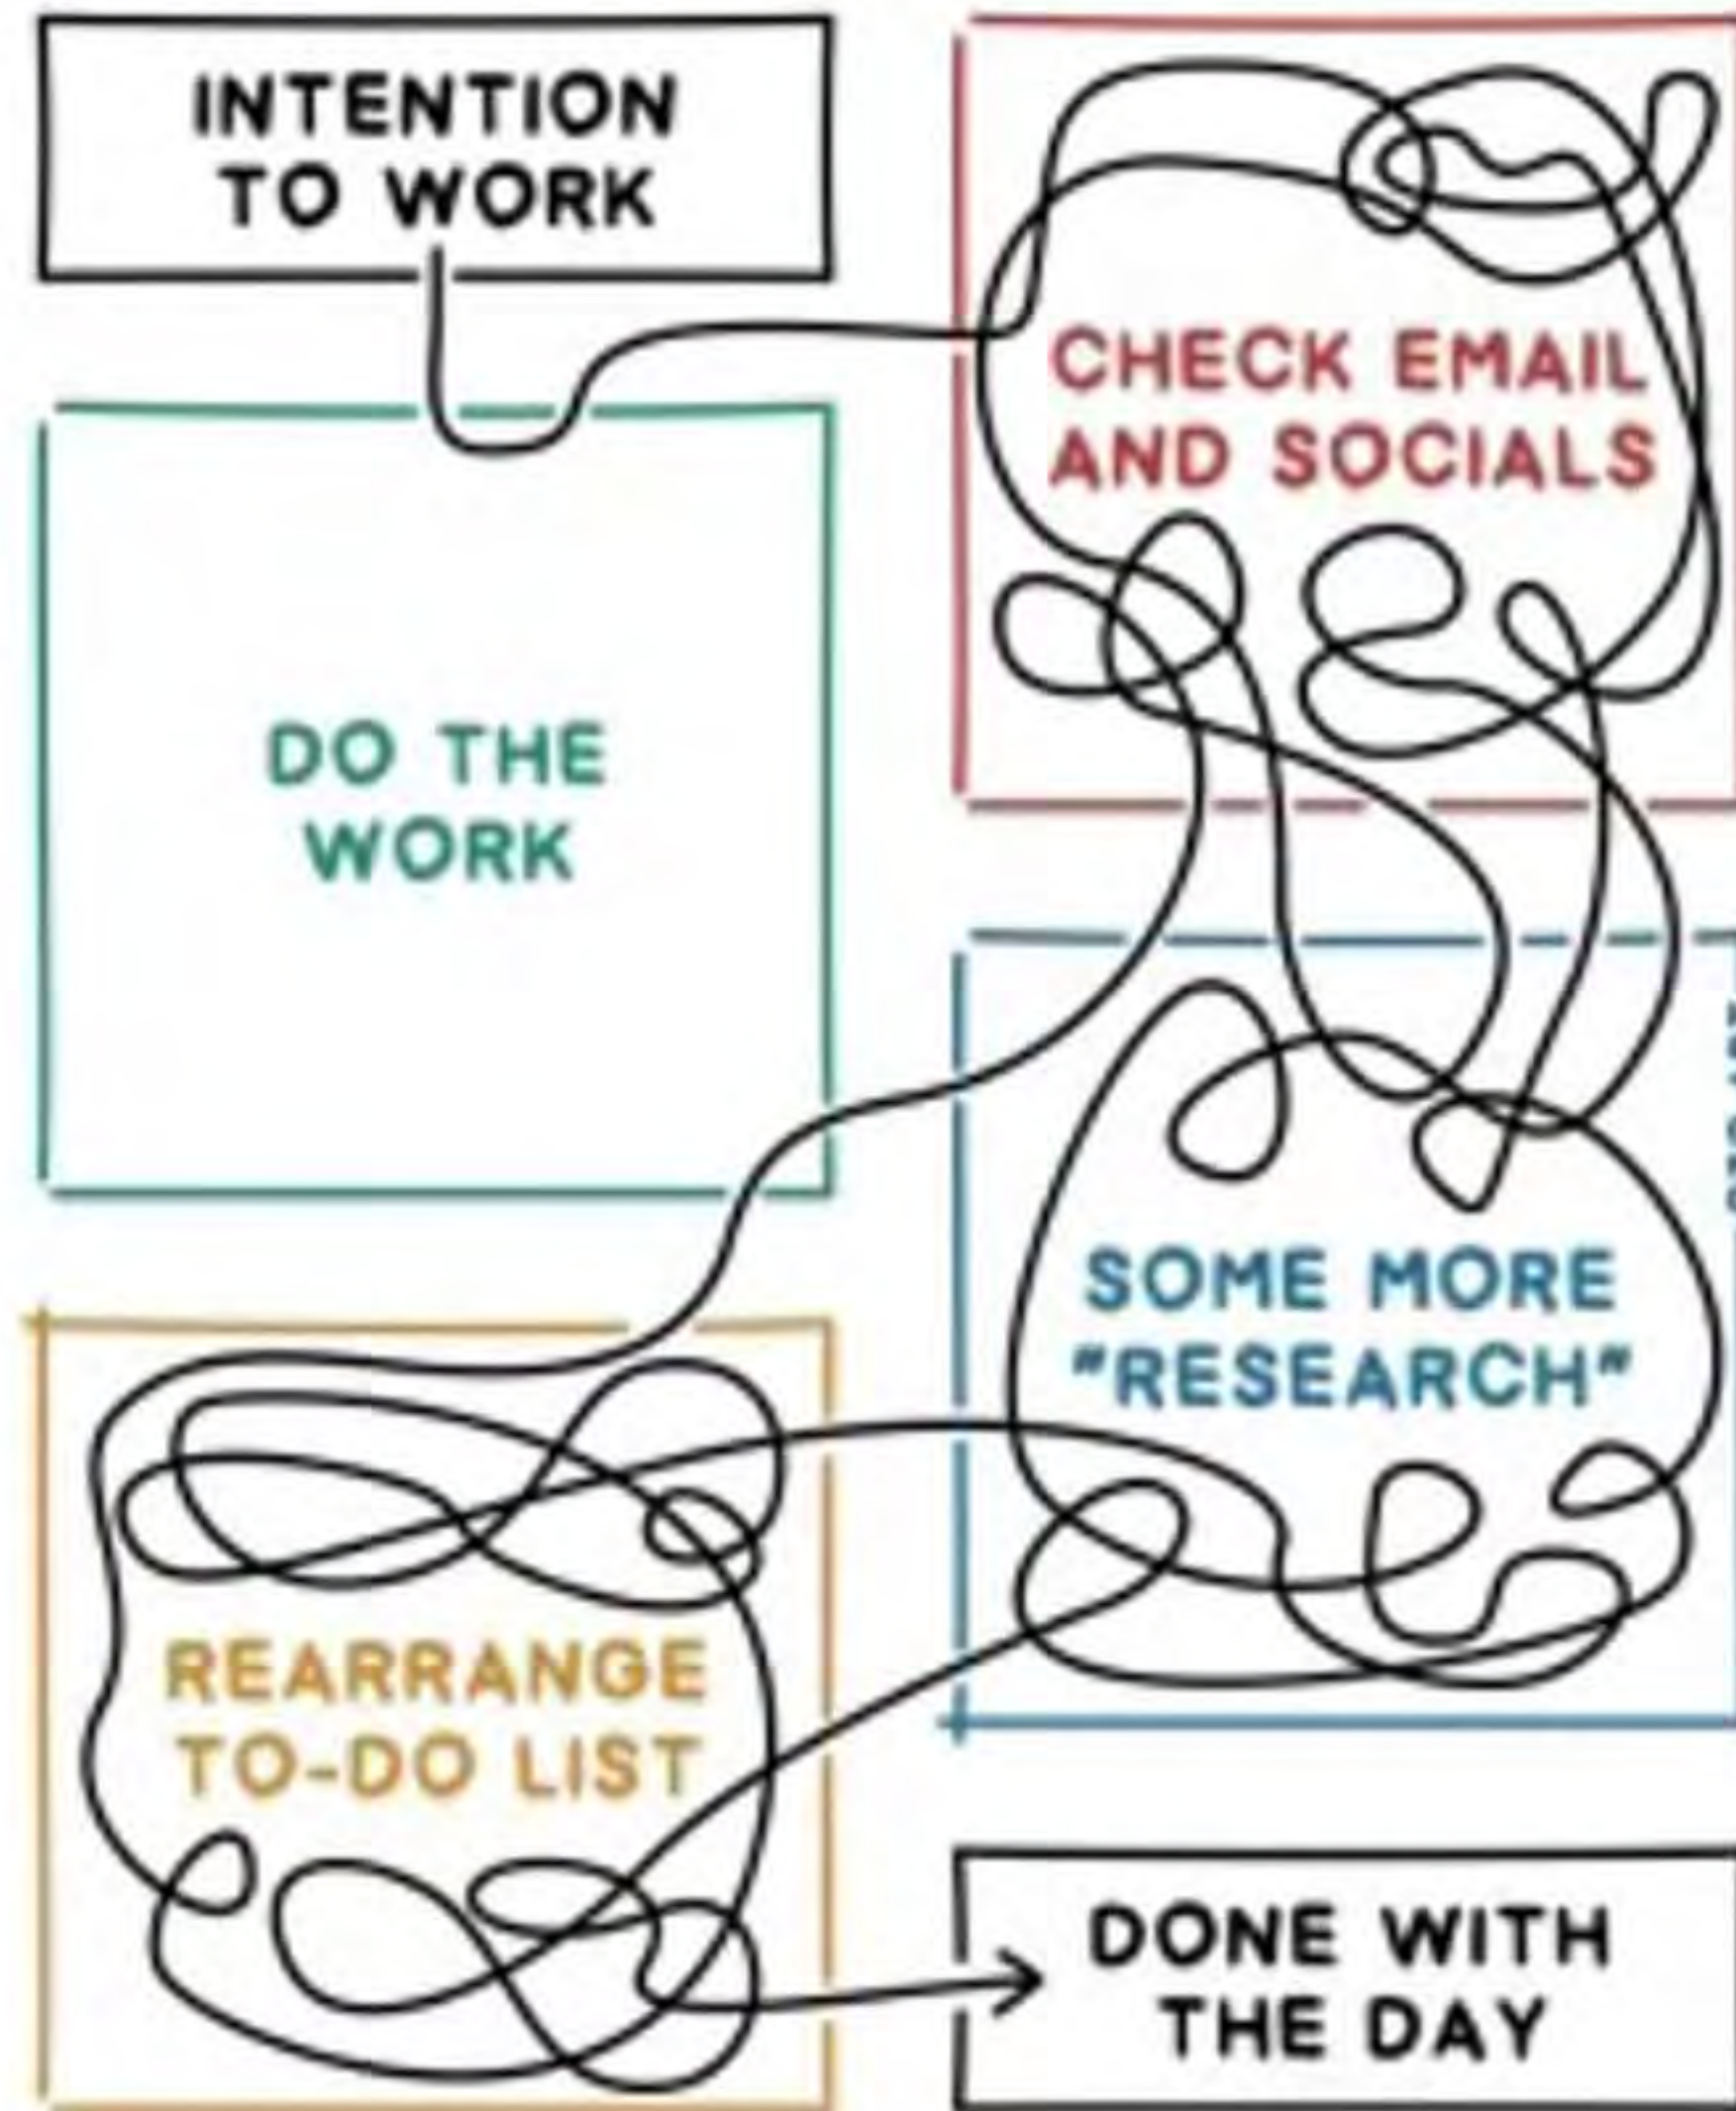 INTENTION
TO WORK
CHECK EMAIL
AND SOCIALS
DO THE
WORK
SOME MORE
"RESEARCH"
REARRANGE
TO-DO LIST
DONE WITH
THE DAY